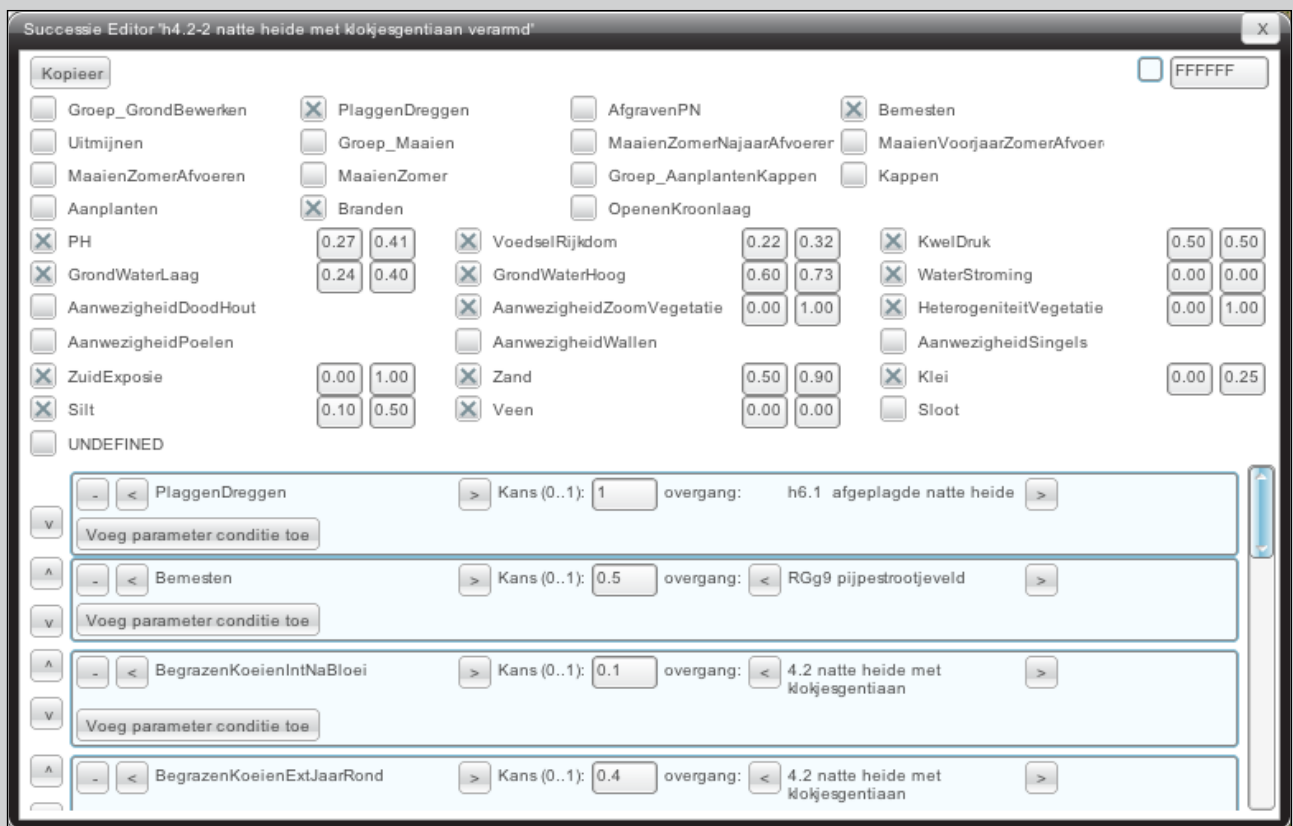 Successie Editor 'h4.2-2 natte heide met klokjesgentiaan verarmd' X
Kopieer FFFFFF
Groep_GrondBewerken PlaggenDreggen AfgravenPN Bemesten
Uitmijnen Groep_Maaien MaaienZomerNajaarAfvoerer MaaienVoorjaarZomerAfvoer
MaaienZomerAfvoeren MaaienZomer Groep_AanplantenKappen Kappen
Aanplanten Branden OpenenKroonlaag
PH 0.27 0.41 VoedselRijkdom 0.22 0.32 KwelDruk 0.50 0.50
GrondWaterLaag 0.24 0.40 GrondWaterHoog 0.60 0.73 WaterStroming 0.00 0.00
AanwezigheidDoodHout AanwezigheidZoomVegetatie 0.00 1.00 HeterogeniteitVegetatie 0.00 1.00
AanwezigheidPoelen AanwezigheidWallen AanwezigheidSingels
ZuidExposie 0.00 1.00 Zand 0.50 0.90 Klei 0.00 0.25
Silt 0.10 0.50 Veen 0.00 0.00 Sloot
UNDEFINED
- < PlaggenDreggen > Kans (0..1): 1 overgang: h6.1 afgeplagde natte heide >
v
Voeg parameter conditie toe
^ - < Bemesten > Kans (0..1): 0.5 overgang: < RGg9 pijpestrootjeveld >
v Voeg parameter conditie toe
^ - < BegrazenKoeienIntNaBloei > Kans (0..1): 0.1 overgang: < 4.2 natte heide met
klokjesgentiaan >
v Voeg parameter conditie toe
^ - < BegrazenKoeienExtJaarRond > Kans (0..1): 0.4 overgang: < 4.2 natte heide met
klokjesgentiaan >